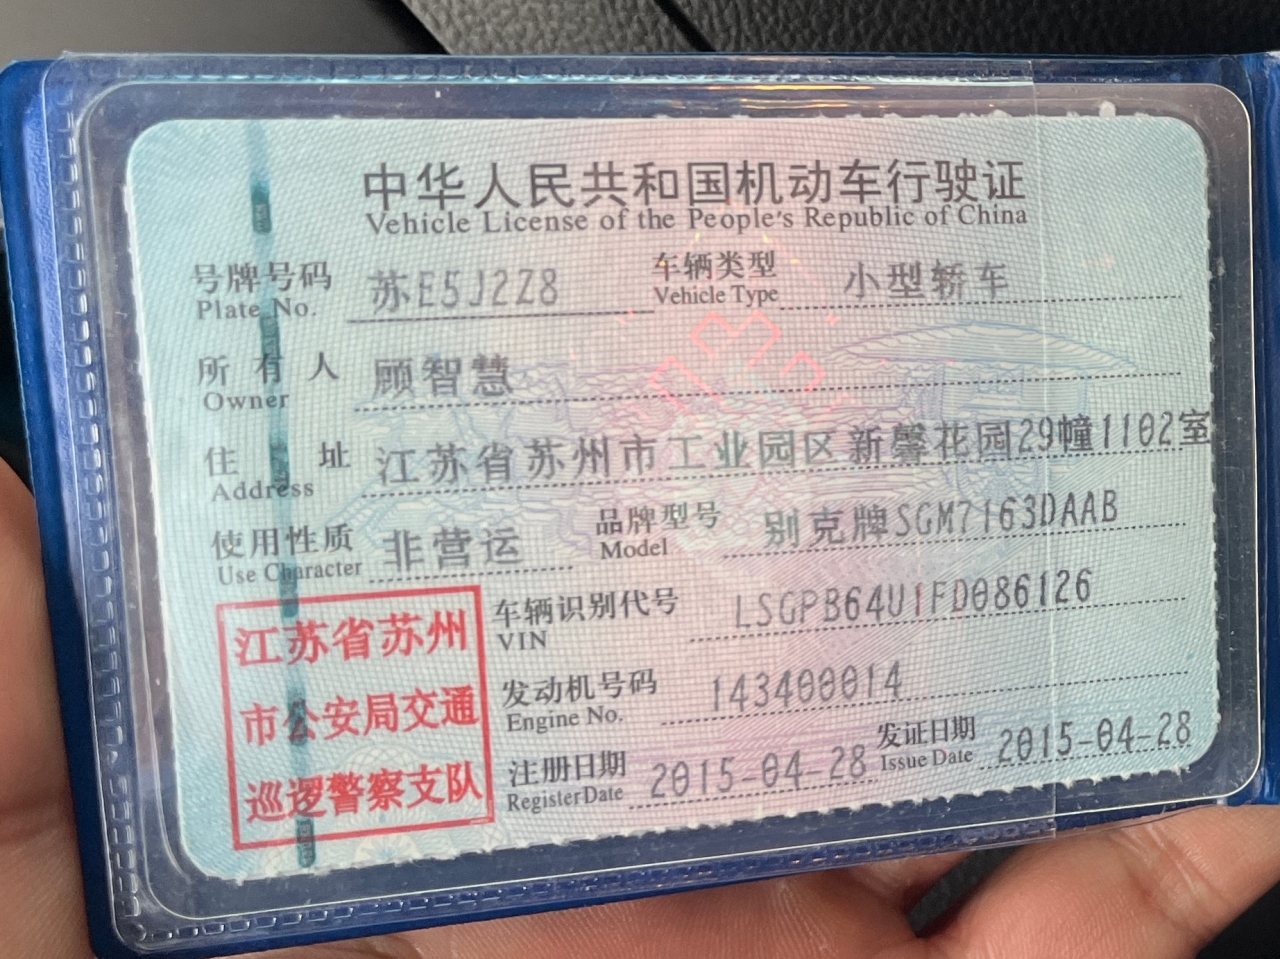 中华人民共和国机动车行驶证
Vehicle License of the People's Republic of China
号牌号码 苏E5J2Z8 车辆类型 小型轿车
Plate No. Vehicle Type
所有人 顾智慧
Owner
住址 江苏省苏州市工业园区新馨花园29幢1102室
Address
使用性质 非营运 品牌型号 别克牌SGM7163DAAB
Use Character Model
江苏省苏州
市公安局交通
巡逻警察支队
车辆识别代号 LSGPB64U1FD086126
VIN
发动机号码 143400014
Engine No.
注册日期 2015-04-28 发证日期 2015-04-28
Register Date Issue Date